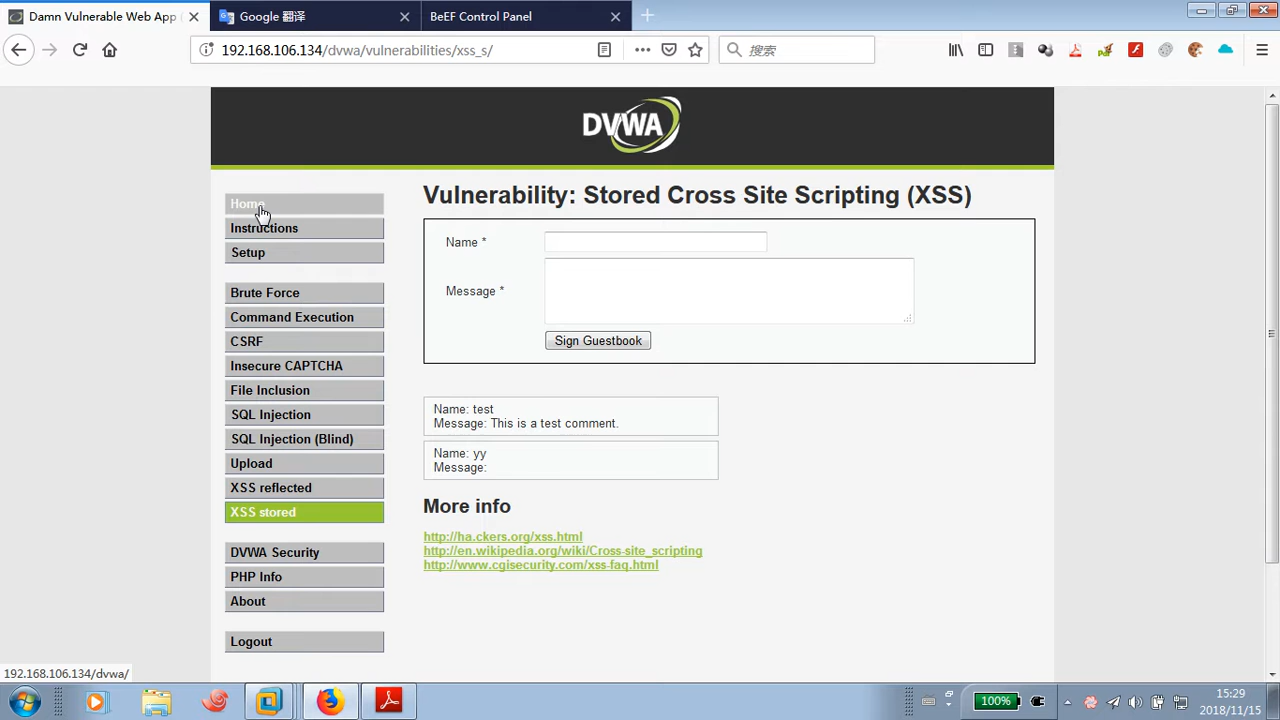 Damn Vulnerable Web App (
Google 翻译
BeEF Control Panel
192.168.106.134/dvwa/vulnerabilities/xss_s/
搜索
DVWA
Home
Instructions
Setup
Brute Force
Command Execution
CSRF
Insecure CAPTCHA
File Inclusion
SQL Injection
SQL Injection (Blind)
Upload
XSS reflected
XSS stored
DVWA Security
PHP Info
About
Logout
Vulnerability: Stored Cross Site Scripting (XSS)
Name *
Message *
Sign Guestbook
Name: test
Message: This is a test comment.
Name: yy
Message:
More info
http://ha.ckers.org/xss.html
http://en.wikipedia.org/wiki/Cross-site_scripting
http://www.cgisecurity.com/xss-faq.html
192.168.106.134/dvwa/
100%
15:29
2018/11/15